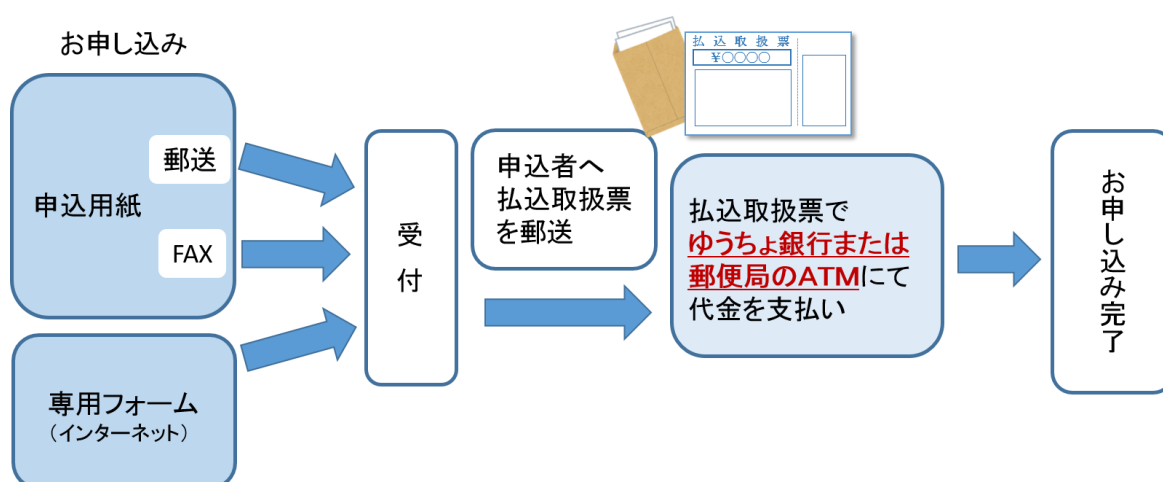 お申し込み
申込用紙
郵送
FAX
専用フォーム
（インターネット）
受付
申込者へ
払込取扱票
を郵送
払込取扱票
¥○○○○
払込取扱票で
ゆうちょ銀行または
郵便局のATMにて
代金を支払い
お申し込み完了